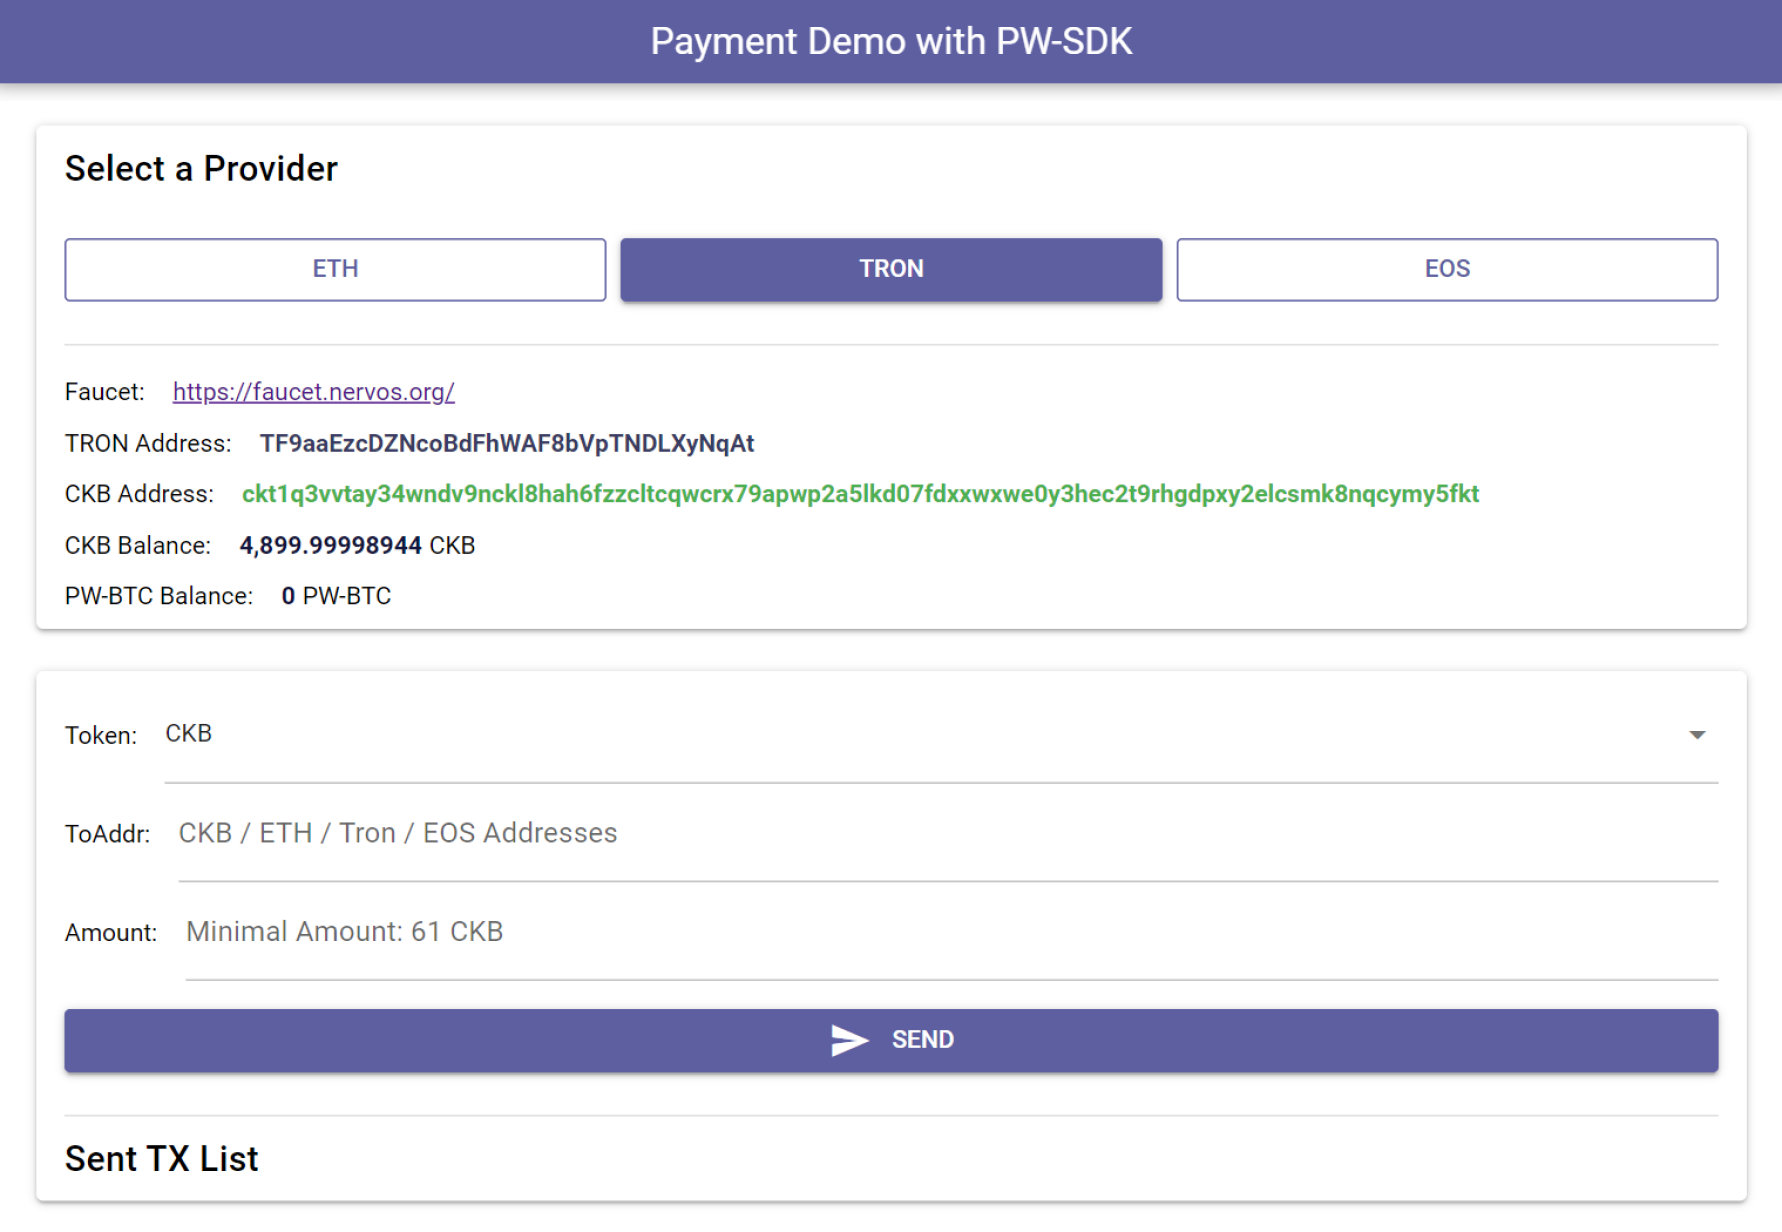 Payment Demo with PW-SDK
Select a Provider
ETH TRON EOS
Faucet: https://faucet.nervos.org/
TRON Address: TF9aaEzcDZNcoBdFhWAF8bVpTNDLXyNqAt
CKB Address: ckt1q3vvtay34wndv9nckl8hah6fzzcltcqwcrx79apwp2a5lkd07fdxxwxwe0y3hec2t9rhgdpxy2elcsmk8nqcymy5fkt
CKB Balance: 4,899.99998944 CKB
PW-BTC Balance: 0 PW-BTC
Token: CKB
ToAddr: CKB / ETH / Tron / EOS Addresses
Amount: Minimal Amount: 61 CKB
SEND
Sent TX List